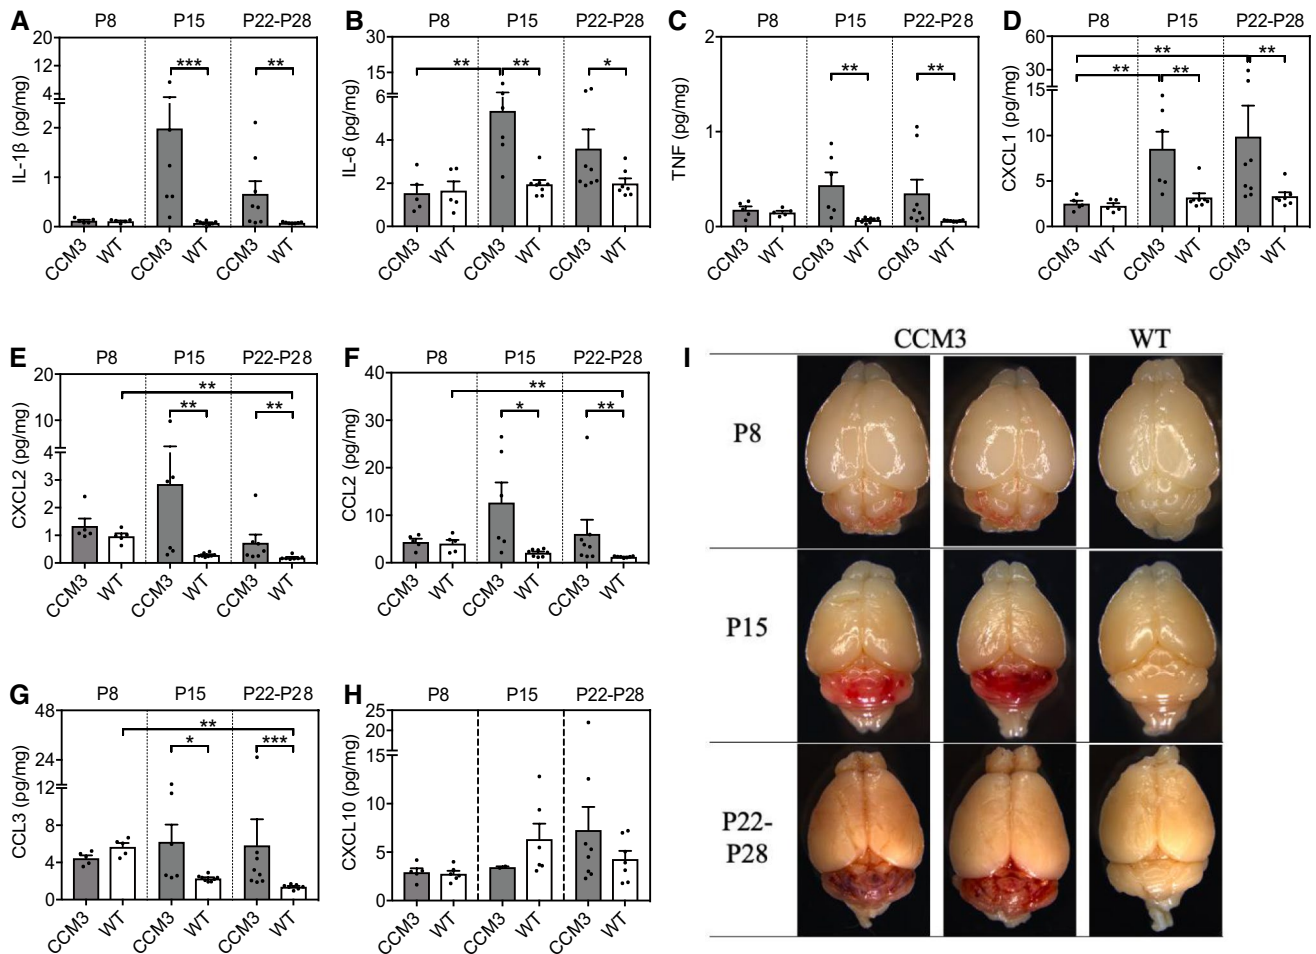 A P8 P15 P22-P28
IL-1β (pg/mg)
20
12
4
2
1
0
*** **
CCM3 WT CCM3 WT CCM3 WT
B P8 P15 P22-P28
IL-6 (pg/mg)
30
15
6
4
2
0
** ** *
CCM3 WT CCM3 WT CCM3 WT
C P8 P15 P22-P28
TNF (pg/mg)
2
1
0
** **
CCM3 WT CCM3 WT CCM3 WT
D P8 P15 P22-P28
CXCL1 (pg/mg)
60
30
15
10
5
0
** **
** **
CCM3 WT CCM3 WT CCM3 WT
E P8 P15 P22-P28
CXCL2 (pg/mg)
20
10
4
3
2
1
0
**
** **
CCM3 WT CCM3 WT CCM3 WT
F P8 P15 P22-P28
CCL2 (pg/mg)
40
30
20
10
0
**
* **
CCM3 WT CCM3 WT CCM3 WT
G P8 P15 P22-P28
CCL3 (pg/mg)
48
24
12
8
4
0
**
* ***
CCM3 WT CCM3 WT CCM3 WT
H P8 P15 P22-P28
CXCL10 (pg/mg)
25
20
15
10
5
0
CCM3 WT CCM3 WT CCM3 WT
I CCM3 WT
P8
P15
P22-
P28